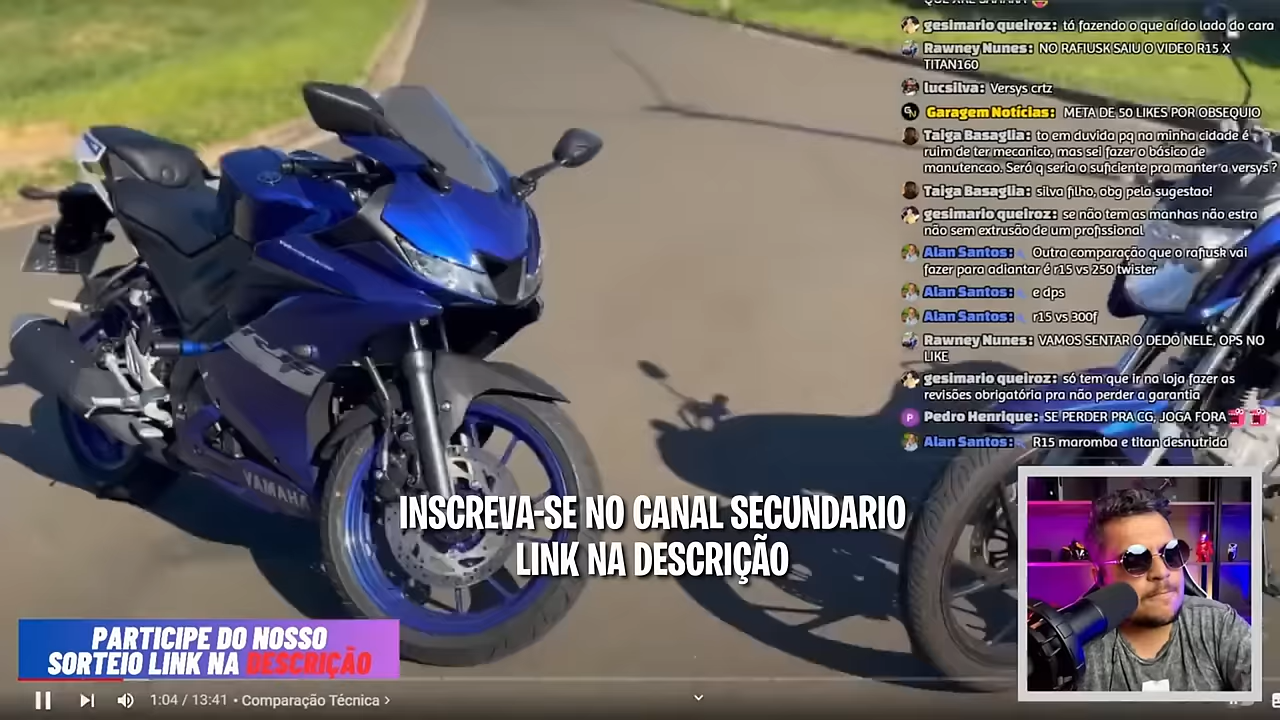 gesimario queiroz: tá fazendo o que aí do lado do cara
Rawney Nunes: NO RAFIUSK SAIU O VIDEO R15 X
TITAN160
lucsilva: Versys crtz
GN Garagem Notícias: META DE 50 LIKES POR OBSEQUIO
Taiga Basaglia: to em duvida pq na minha cidade é
ruim de ter mecanico, mas sei fazer o básico de
manutencao. Será q seria o suficiente pra manter a versys ?
Taiga Basaglia: silva filho, obg pela sugestao!
gesimario queiroz: se não tem as manhas não estra
não sem extrusão de um profissional
Alan Santos: Outra comparação que o rafiusk vai
fazer para adiantar é r15 vs 250 twister
Alan Santos: e dps
Alan Santos: r15 vs 300f
Rawney Nunes: VAMOS SENTAR O DEDO NELE, OPS NO
LIKE
gesimario queiroz: só tem que ir na loja fazer as
revisões obrigatória pra não perder a garantia
P Pedro Henrique: SE PERDER PRA CG, JOGA FORA
Alan Santos: R15 maromba e titan desnutrida
YAMAHA
INSCREVA-SE NO CANAL SECUNDARIO
LINK NA DESCRIÇÃO
PARTICIPE DO NOSSO
SORTEIO LINK NA DESCRIÇÃO
1:04 / 13:41 • Comparação Técnica >